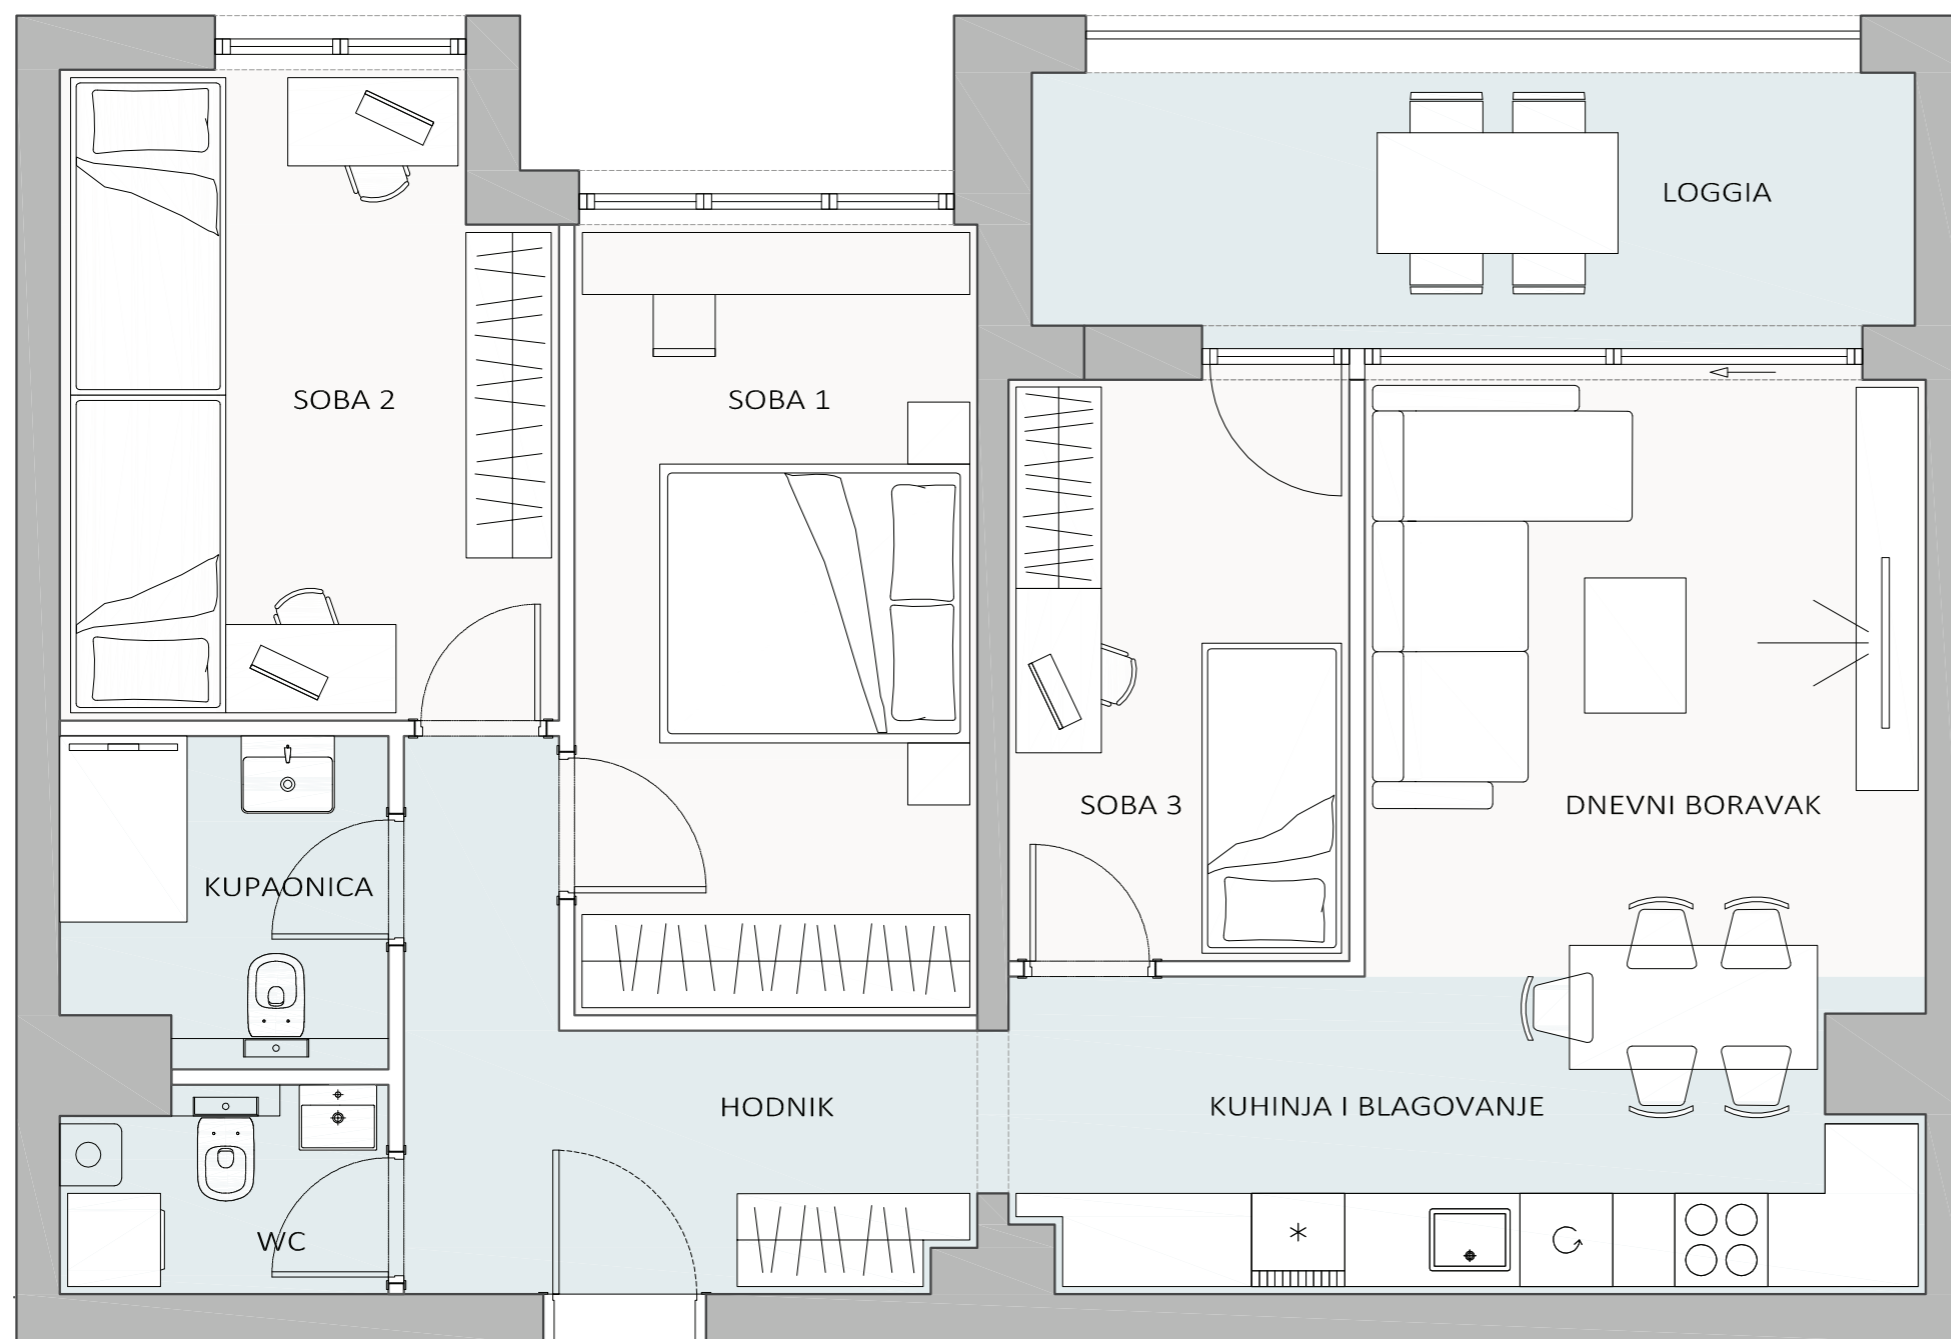 LOGGIA
SOBA 2
SOBA 1
SOBA 3
DNEVNI BORAVAK
KUPAONICA
HODNIK
KUHINJA I BLAGOVANJE
WC